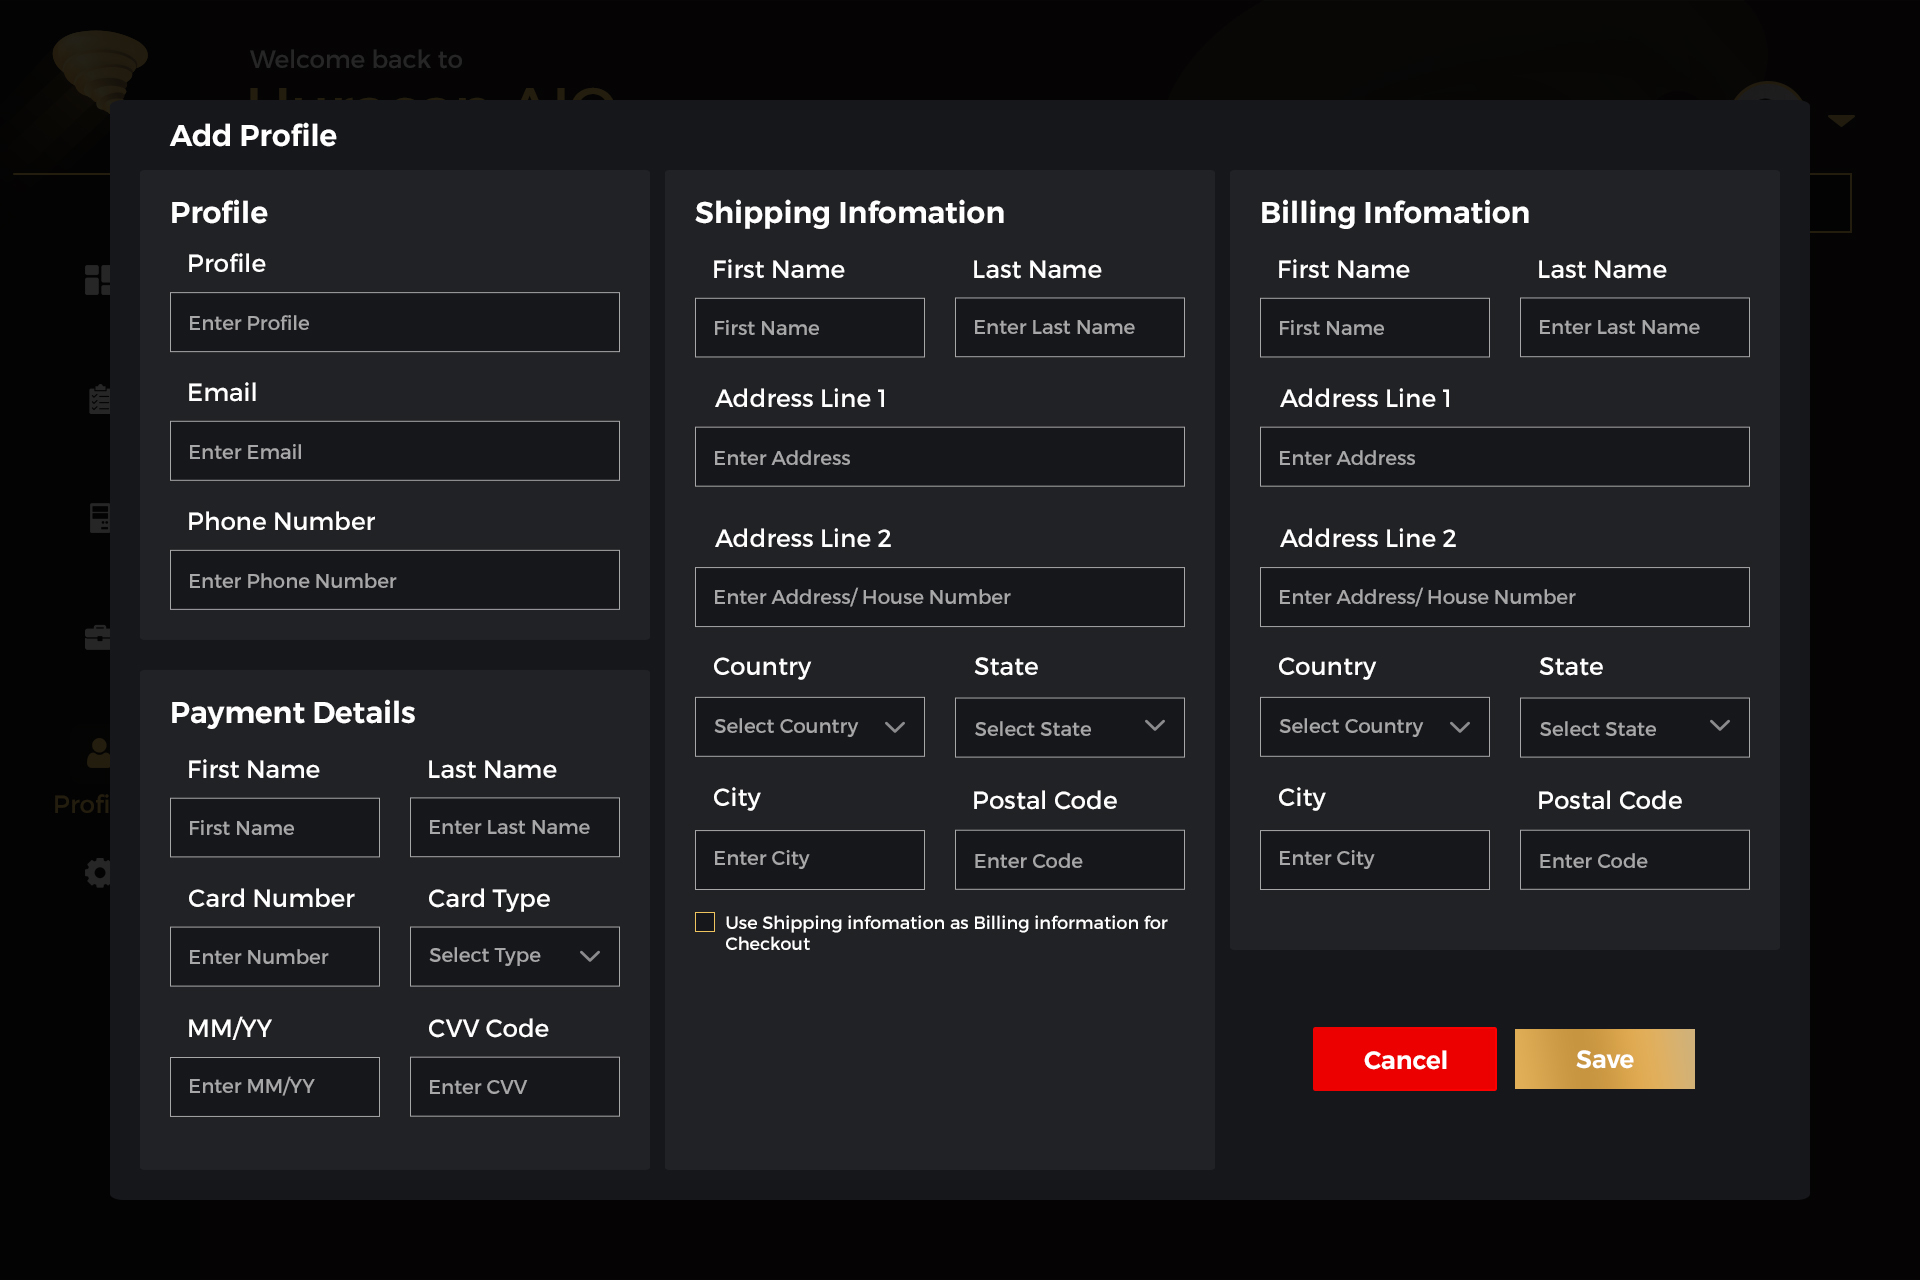 Welcome back to
Huracan AIO
Add Profile
Profile
Profile
Enter Profile
Email
Enter Email
Phone Number
Enter Phone Number
Payment Details
First Name Last Name
First Name Enter Last Name
Card Number Card Type
Enter Number Select Type
MM/YY CVV Code
Enter MM/YY Enter CVV
Shipping Infomation
First Name Last Name
First Name Enter Last Name
Address Line 1
Enter Address
Address Line 2
Enter Address/ House Number
Country State
Select Country Select State
City Postal Code
Enter City Enter Code
Use Shipping infomation as Billing information for
Checkout
Billing Infomation
First Name Last Name
First Name Enter Last Name
Address Line 1
Enter Address
Address Line 2
Enter Address/ House Number
Country State
Select Country Select State
City Postal Code
Enter City Enter Code
Cancel Save
Profi